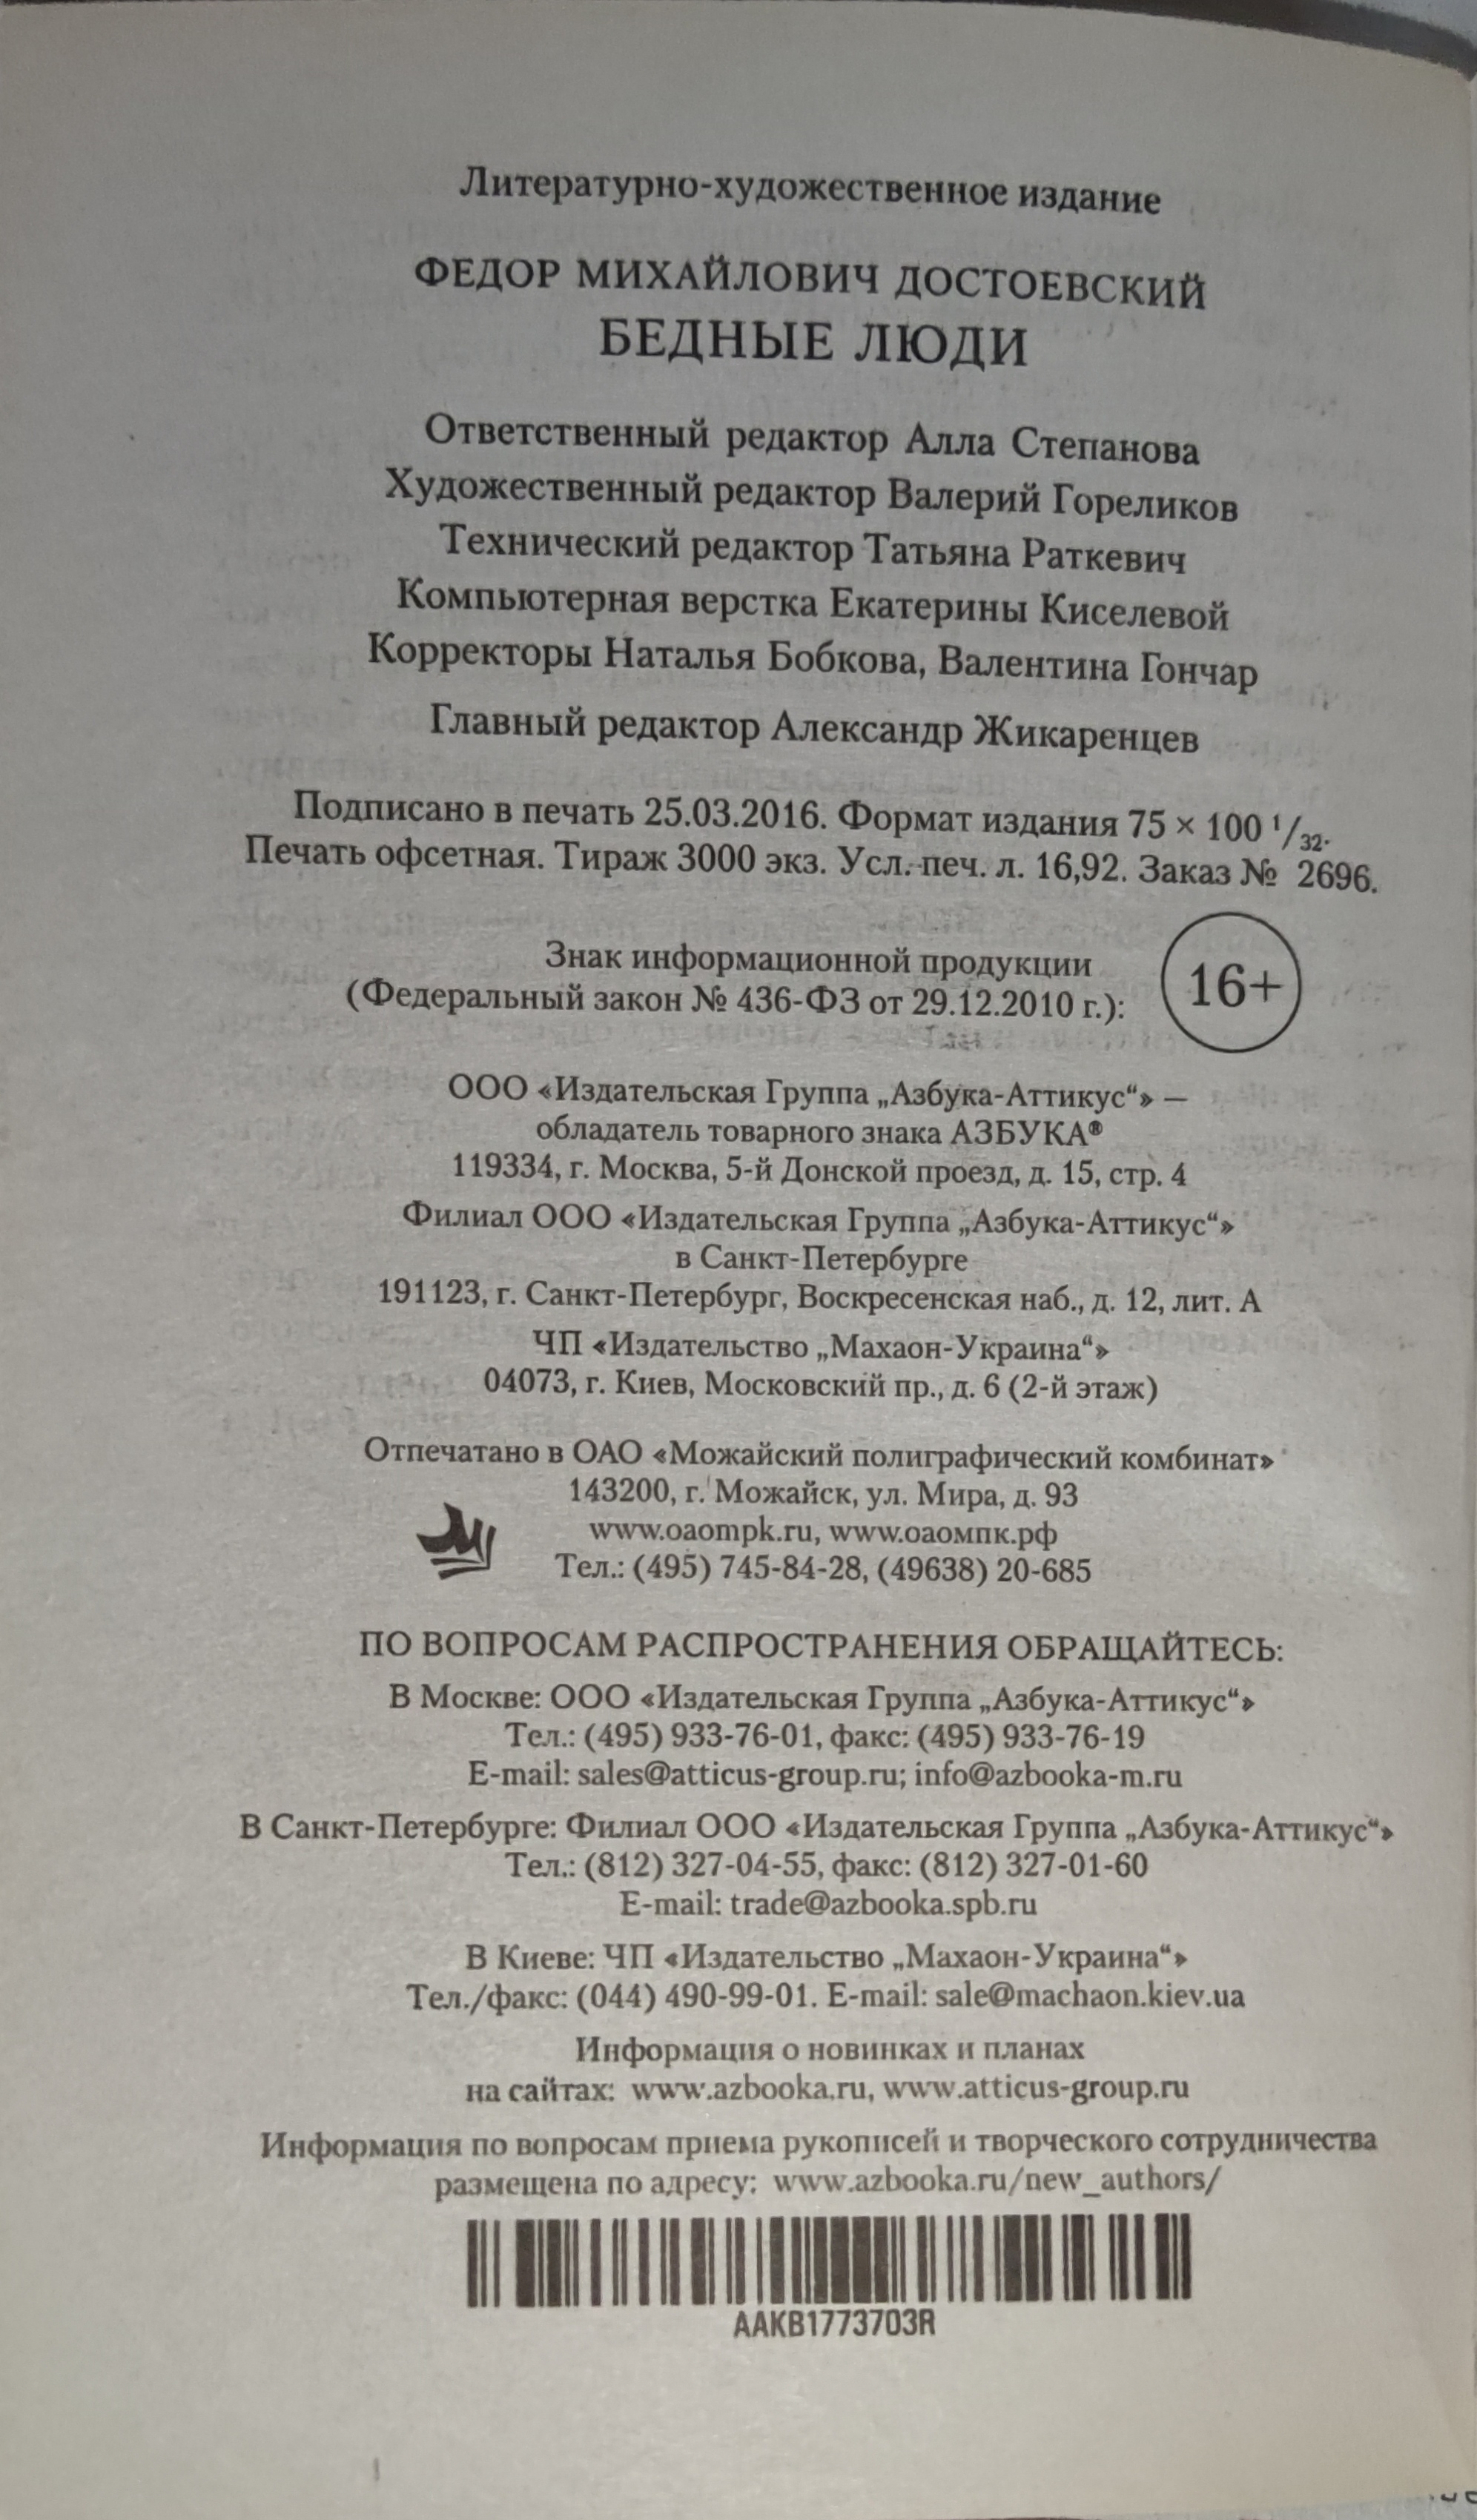 Литературно-художественное издание
ФЕДОР МИХАЙЛОВИЧ ДОСТОЕВСКИЙ
БЕДНЫЕ ЛЮДИ
Ответственный редактор Алла Степанова
Художественный редактор Валерий Гореликов
Технический редактор Татьяна Раткевич
Компьютерная верстка Екатерины Киселевой
Корректоры Наталья Бобкова, Валентина Гончар
Главный редактор Александр Жикаренцев
Подписано в печать 25.03.2016. Формат издания 75 × 100 1/32.
Печать офсетная. Тираж 3000 экз. Усл. печ. л. 16,92. Заказ № 2696.
Знак информационной продукции
(Федеральный закон № 436-ФЗ от 29.12.2010 г.):
16+
ООО «Издательская Группа „Азбука-Аттикус“» —
обладатель товарного знака АЗБУКА®
119334, г. Москва, 5-й Донской проезд, д. 15, стр. 4
Филиал ООО «Издательская Группа „Азбука-Аттикус“»
в Санкт-Петербурге
191123, г. Санкт-Петербург, Воскресенская наб., д. 12, лит. А
ЧП «Издательство „Махаон-Украина“»
04073, г. Киев, Московский пр., д. 6 (2-й этаж)
Отпечатано в ОАО «Можайский полиграфический комбинат»
143200, г. Можайск, ул. Мира, д. 93
www.oaompk.ru, www.оаомпк.рф
Тел.: (495) 745-84-28, (49638) 20-685
ПО ВОПРОСАМ РАСПРОСТРАНЕНИЯ ОБРАЩАЙТЕСЬ:
В Москве: ООО «Издательская Группа „Азбука-Аттикус“»
Тел.: (495) 933-76-01, факс: (495) 933-76-19
E-mail: sales@atticus-group.ru; info@azbooka-m.ru
В Санкт-Петербурге: Филиал ООО «Издательская Группа „Азбука-Аттикус“»
Тел.: (812) 327-04-55, факс: (812) 327-01-60
E-mail: trade@azbooka.spb.ru
В Киеве: ЧП «Издательство „Махаон-Украина“»
Тел./факс: (044) 490-99-01. E-mail: sale@machaon.kiev.ua
Информация о новинках и планах
на сайтах: www.azbooka.ru, www.atticus-group.ru
Информация по вопросам приема рукописей и творческого сотрудничества
размещена по адресу: www.azbooka.ru/new_authors/
AAKB1773703R